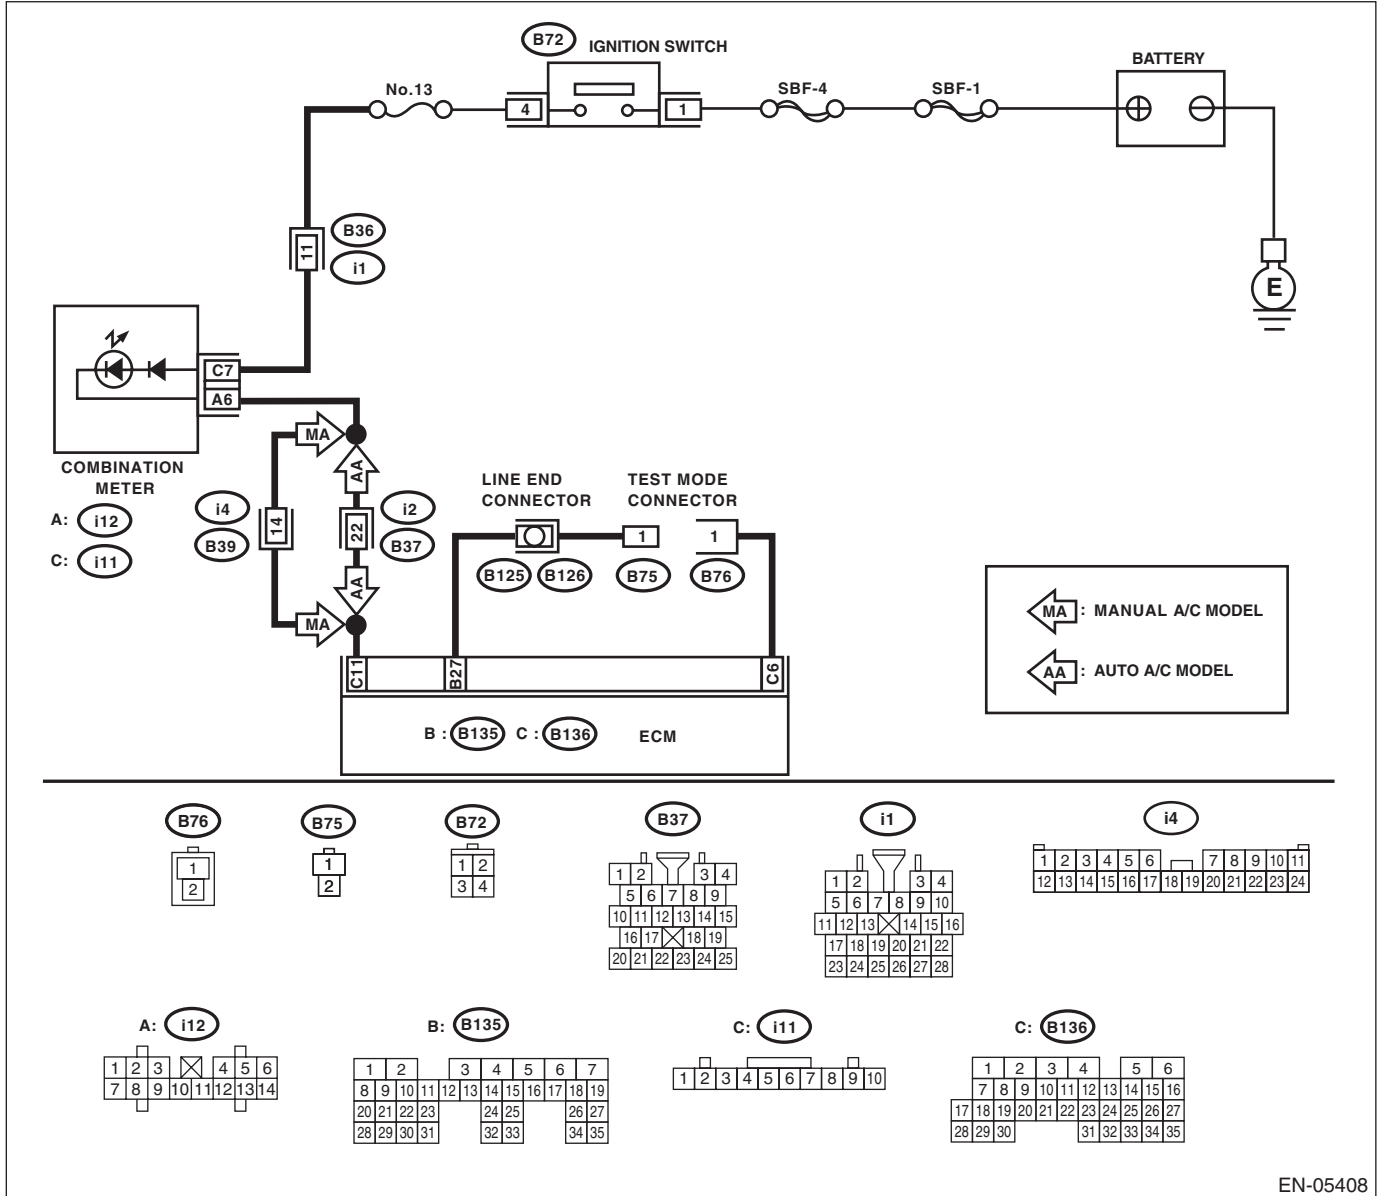 B72 IGNITION SWITCH
BATTERY
No.13
4
1
SBF-4
SBF-1
E
11
B36
i1
C7
A6
COMBINATION
METER
A: i12
C: i11
MA
AA
14
i4
B39
22
i2
B37
AA
MA
LINE END
CONNECTOR
TEST MODE
CONNECTOR
1
1
B125 B126 B75 B76
C11
B27
C6
B : B135 C : B136 ECM
MA : MANUAL A/C MODEL
AA : AUTO A/C MODEL
B76
1
2
B75
1
2
B72
1 2
3 4
B37
1 2 3 4
5 6 7 8 9
10 11 12 13 14 15
16 17 18 19
20 21 22 23 24 25
i1
1 2 3 4
5 6 7 8 9 10
11 12 13 14 15 16
17 18 19 20 21 22
23 24 25 26 27 28
i4
1 2 3 4 5 6 7 8 9 10 11
12 13 14 15 16 17 18 19 20 21 22 23 24
A: i12
1 2 3 4 5 6
7 8 9 10 11 12 13 14
B: B135
1 2 3 4 5 6 7
8 9 10 11 12 13 14 15 16 17 18 19
20 21 22 23 24 25 26 27
28 29 30 31 32 33 34 35
C: i11
1 2 3 4 5 6 7 8 9 10
C: B136
1 2 3 4 5 6
7 8 9 10 11 12 13 14 15 16
17 18 19 20 21 22 23 24 25 26 27
28 29 30 31 32 33 34 35
EN-05408